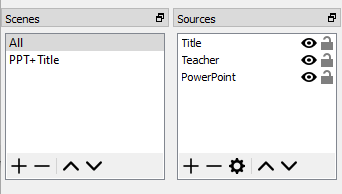 Scenes
All
PPT+Title
Sources
Title
Teacher
PowerPoint